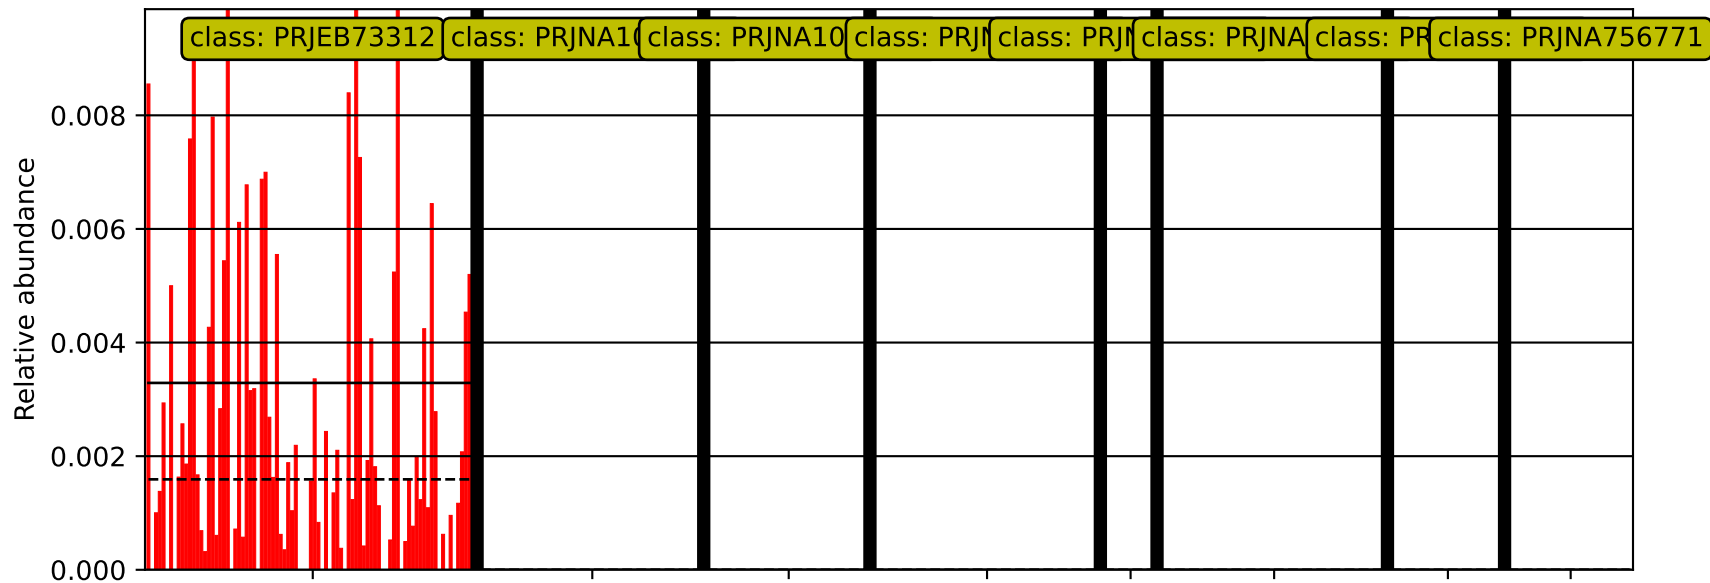 class: PRJEB73312
class: PRJNA10
class: PRJNA10
class: PRJN
class: PRJN
class: PRJNA
class: PR
class: PRJNA756771
0.008
0.006
0.004
0.002
0.000
Relative abundance